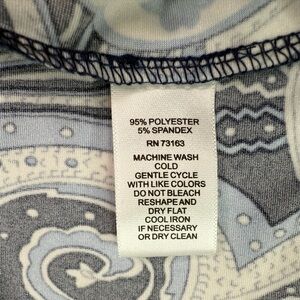 95% POLYESTER
5% SPANDEX
RN 73163
MACHINE WASH
COLD
GENTLE CYCLE
WITH LIKE COLORS
DO NOT BLEACH
RESHAPE AND
DRY FLAT
COOL IRON
IF NECESSARY
OR DRY CLEAN